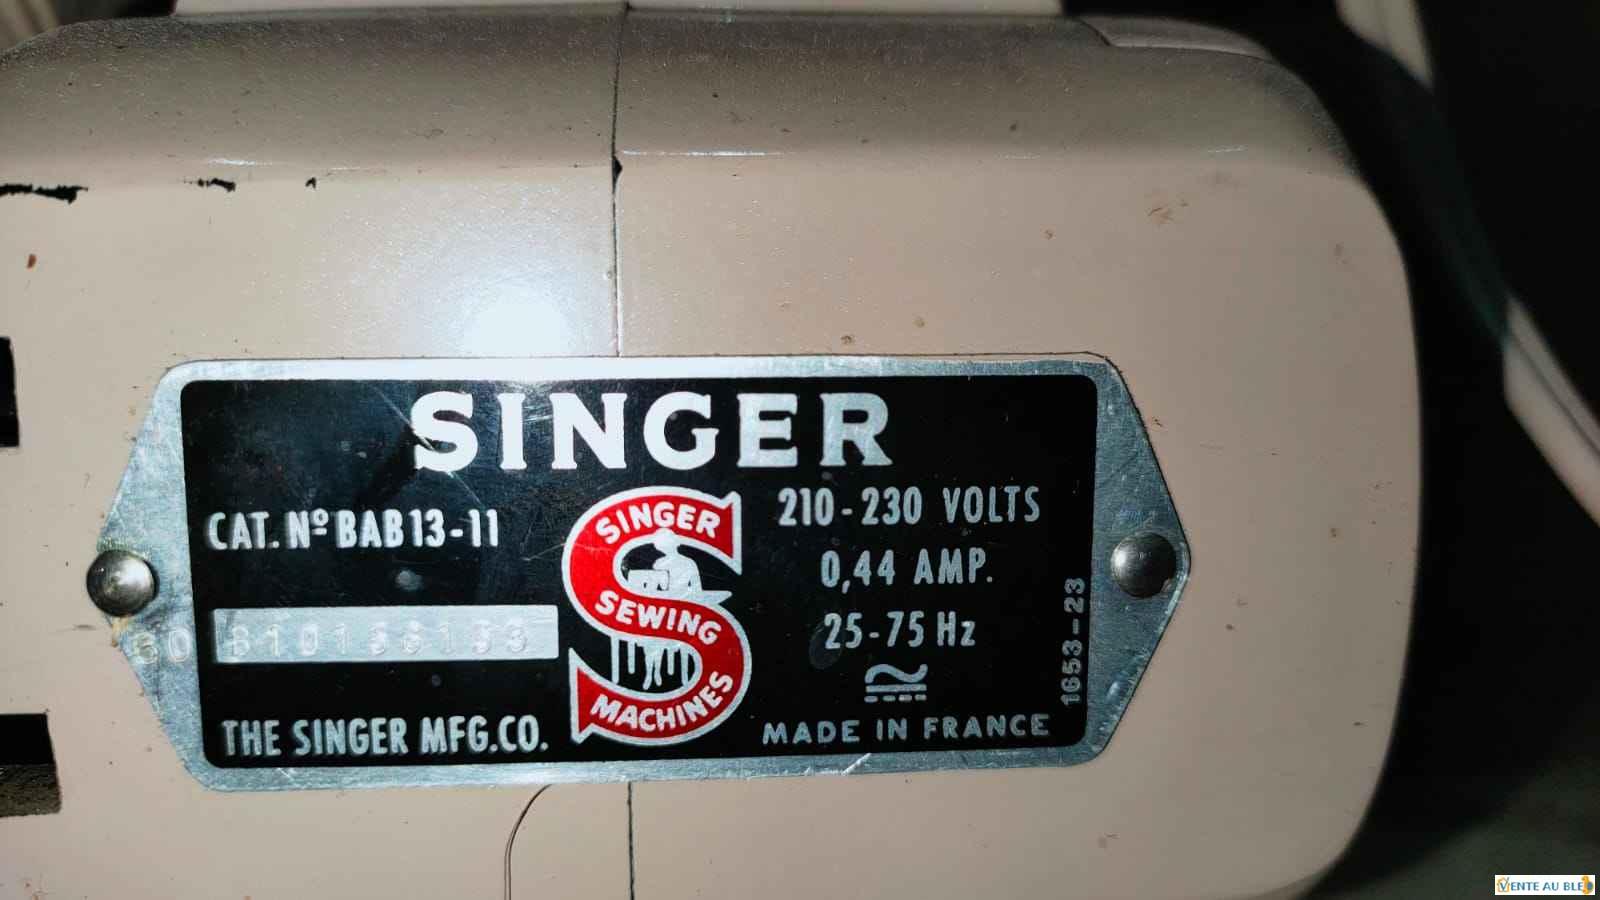 SINGER
CAT. Nº BAB13-11
THE SINGER MFG.CO.
SINGER
SEWING
MACHINES
210-230 VOLTS
0,44 AMP.
25-75 Hz
MADE IN FRANCE
1653-23
VENTE AU BLED